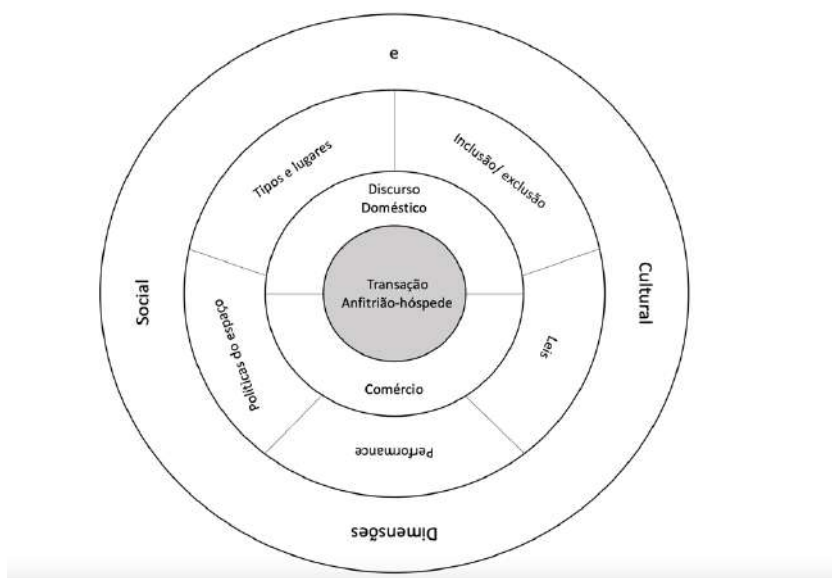 e
Tipos e lugares
Inclusão/ exclusão
Discurso
Doméstico
Transação
Anfitrião-hóspede
Social
Cultural
Políticas do espaço
Leis
Comércio
Performance
Dimensões